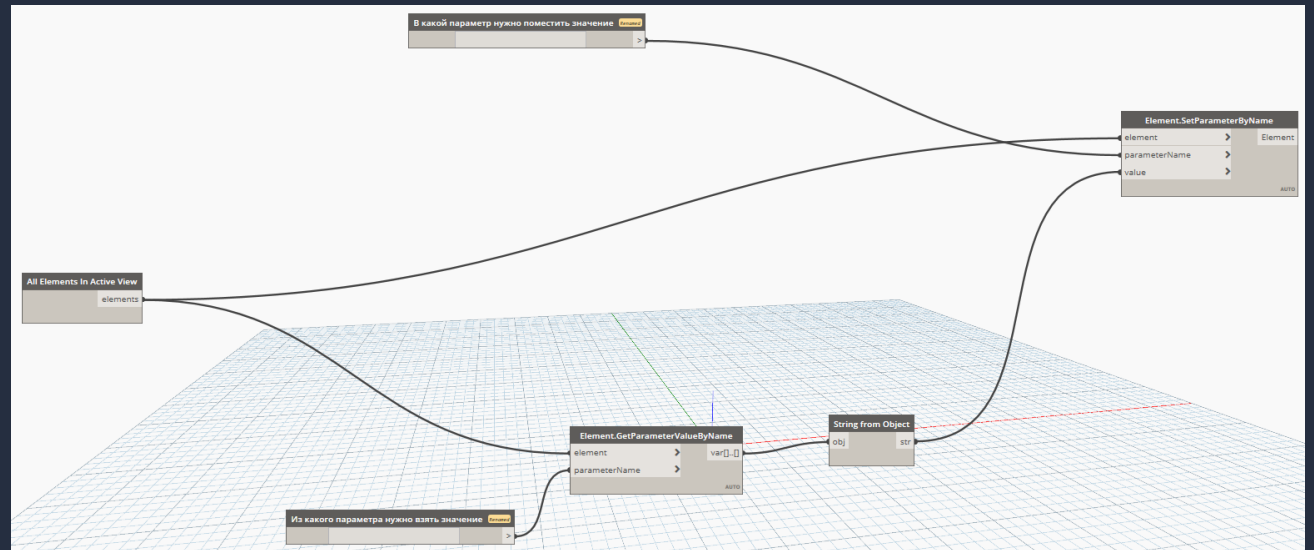 В какой параметр нужно поместить значение Renamed
>
Element.SetParameterByName
element > Element
parameterName >
value >
AUTO
All Elements In Active View
elements
Element.GetParameterValueByName
element > var[]..[]
parameterName >
AUTO
String from Object
obj str
Из какого параметра нужно взять значение Renamed
>